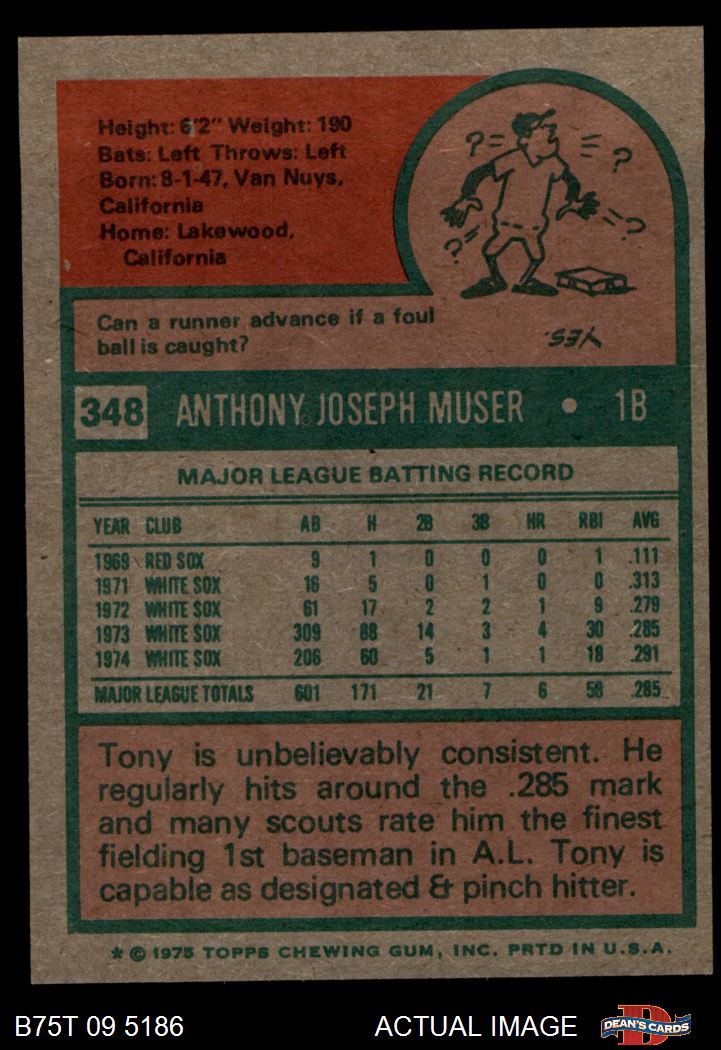 Height: 6'2" Weight: 190
Bats: Left Throws: Left
Born: 8-1-47, Van Nuys,
California
Home: Lakewood,
California
? ? ? ?
Can a runner advance if a foul
ball is caught?
YES.
348 ANTHONY JOSEPH MUSER • 1B
MAJOR LEAGUE BATTING RECORD
YEAR CLUB AB H 2B 3B HR RBI AVG
1969 RED SOX 9 1 0 0 0 1 .111
1971 WHITE SOX 16 5 0 1 0 0 .313
1972 WHITE SOX 61 17 2 2 1 9 .279
1973 WHITE SOX 309 88 14 3 4 30 .285
1974 WHITE SOX 206 60 5 1 1 18 .291
MAJOR LEAGUE TOTALS 601 171 21 7 6 58 .285
Tony is unbelievably consistent. He
regularly hits around the .285 mark
and many scouts rate him the finest
fielding 1st baseman in A.L. Tony is
capable as designated & pinch hitter.
* © 1975 TOPPS CHEWING GUM, INC. PRTD IN U.S.A.
B75T 09 5186 ACTUAL IMAGE D DEAN'S CARDS